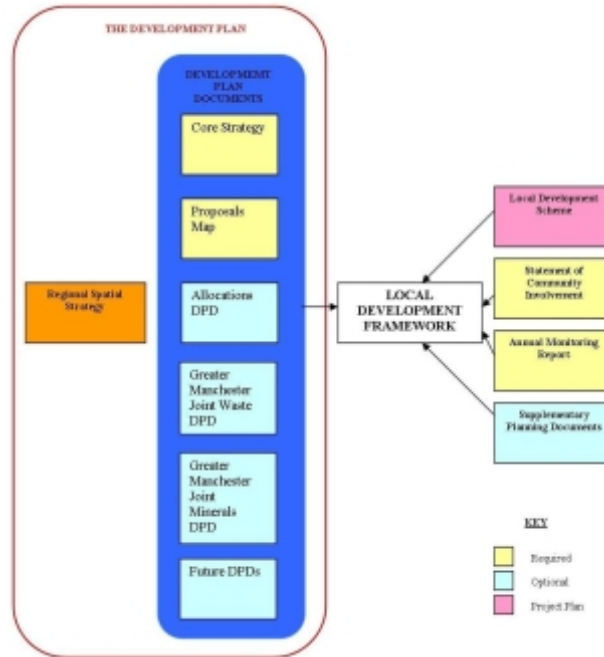 THE DEVELOPMENT PLAN
DEVELOPMEMT
PLAN
DOCUMENTS
Core Strategy
Proposals
Map
Regional Spatial
Strategy
Allocations
DPD
Greater
Manchester
Joint Waste
DPD
Greater
Manchester
Joint
Minerals
DPD
Future DPDs
LOCAL
DEVELOPMENT
FRAMEWORK
Local Development
Scheme
Statement of
Community
Involvement
Annual Monitoring
Report
Supplementary
Planning Documents
KEY
Required
Optional
Project Plan